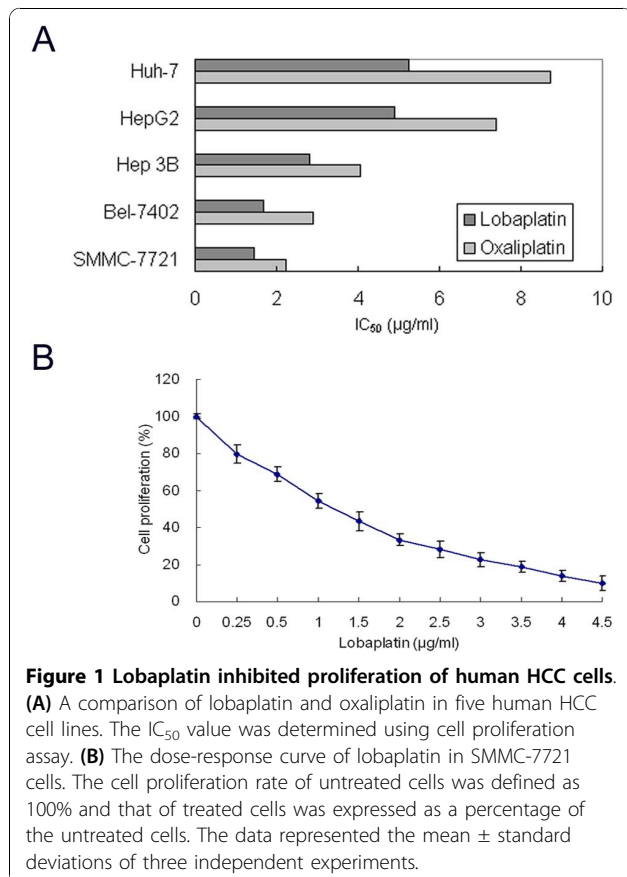 A
Huh-7
HepG2
Hep 3B
Bel-7402
SMMC-7721
Lobaplatin
Oxaliplatin
0 2 4 6 8 10
IC50 (µg/ml)
B
120
100
80
60
40
20
0
Cell proliferation (%)
0 0.25 0.5 1 1.5 2 2.5 3 3.5 4 4.5
Lobaplatin (µg/ml)
Figure 1 Lobaplatin inhibited proliferation of human HCC cells.
(A) A comparison of lobaplatin and oxaliplatin in five human HCC
cell lines. The IC50 value was determined using cell proliferation
assay. (B) The dose-response curve of lobaplatin in SMMC-7721
cells. The cell proliferation rate of untreated cells was defined as
100% and that of treated cells was expressed as a percentage of
the untreated cells. The data represented the mean ± standard
deviations of three independent experiments.